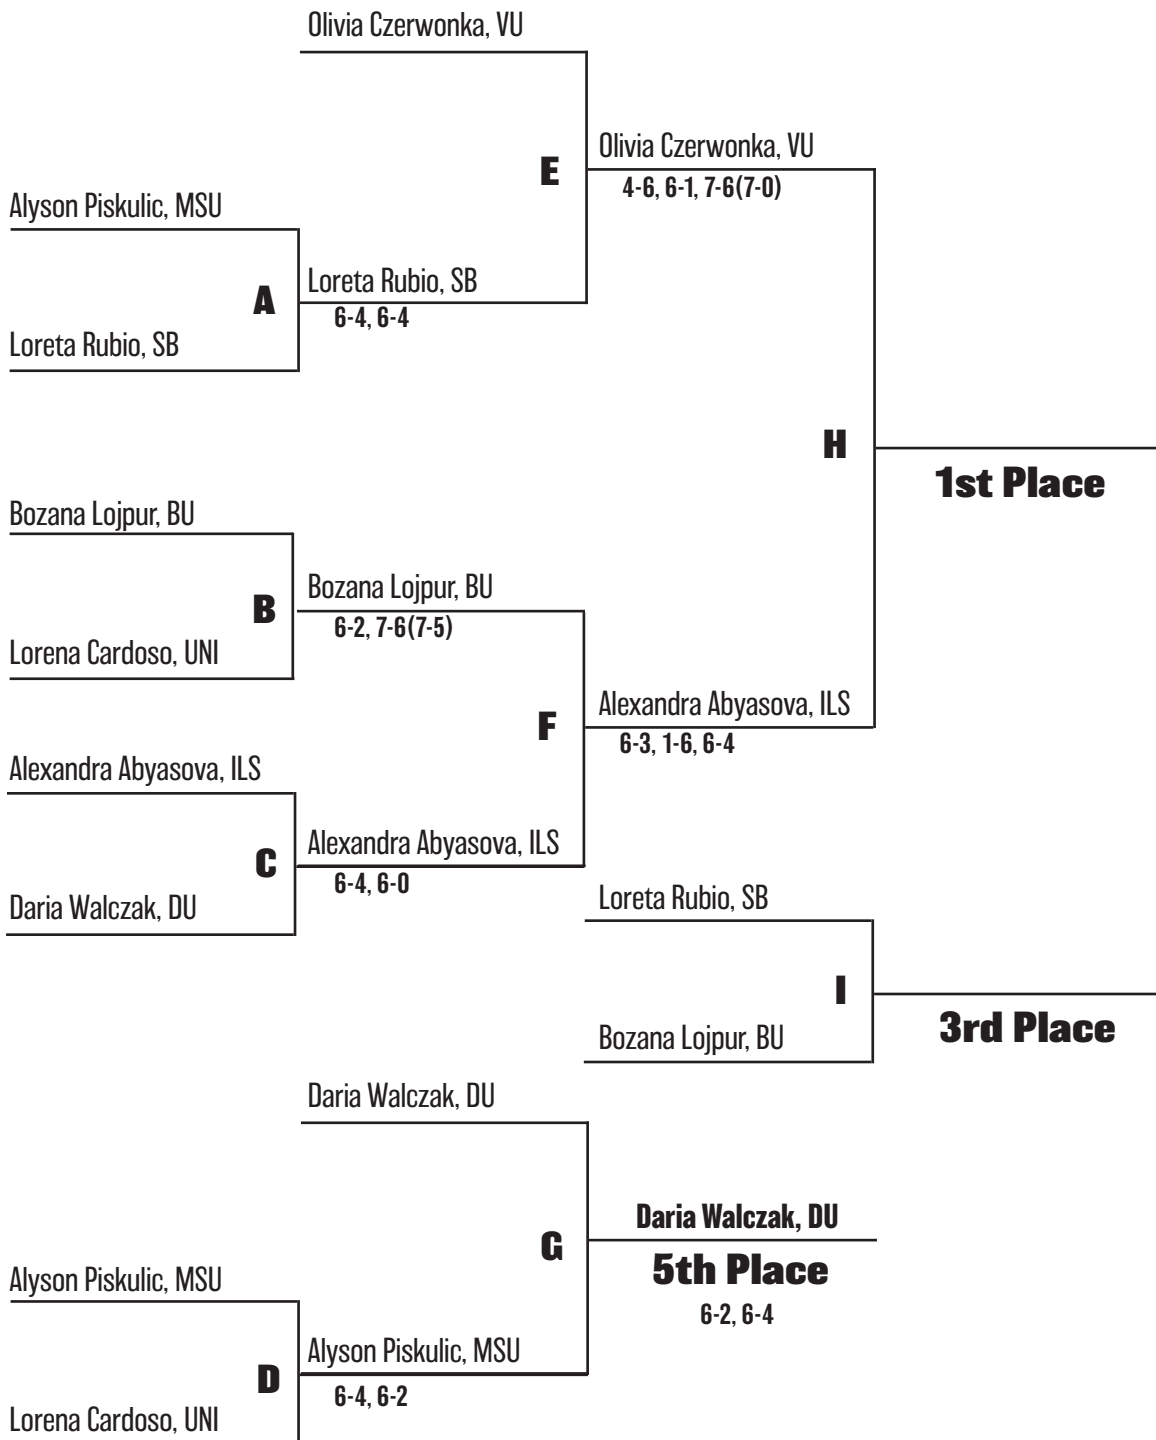 Olivia Czerwonka, VU
E
Olivia Czerwonka, VU
4-6, 6-1, 7-6(7-0)
Alyson Piskulic, MSU
A
Loreta Rubio, SB
6-4, 6-4
Loreta Rubio, SB
H
1st Place
Bozana Lojpur, BU
B
Bozana Lojpur, BU
6-2, 7-6(7-5)
Lorena Cardoso, UNI
F
Alexandra Abyasova, ILS
6-3, 1-6, 6-4
Alexandra Abyasova, ILS
C
Alexandra Abyasova, ILS
6-4, 6-0
Daria Walczak, DU
Loreta Rubio, SB
I
3rd Place
Bozana Lojpur, BU
Daria Walczak, DU
G
Daria Walczak, DU
5th Place
6-2, 6-4
Alyson Piskulic, MSU
D
Alyson Piskulic, MSU
6-4, 6-2
Lorena Cardoso, UNI